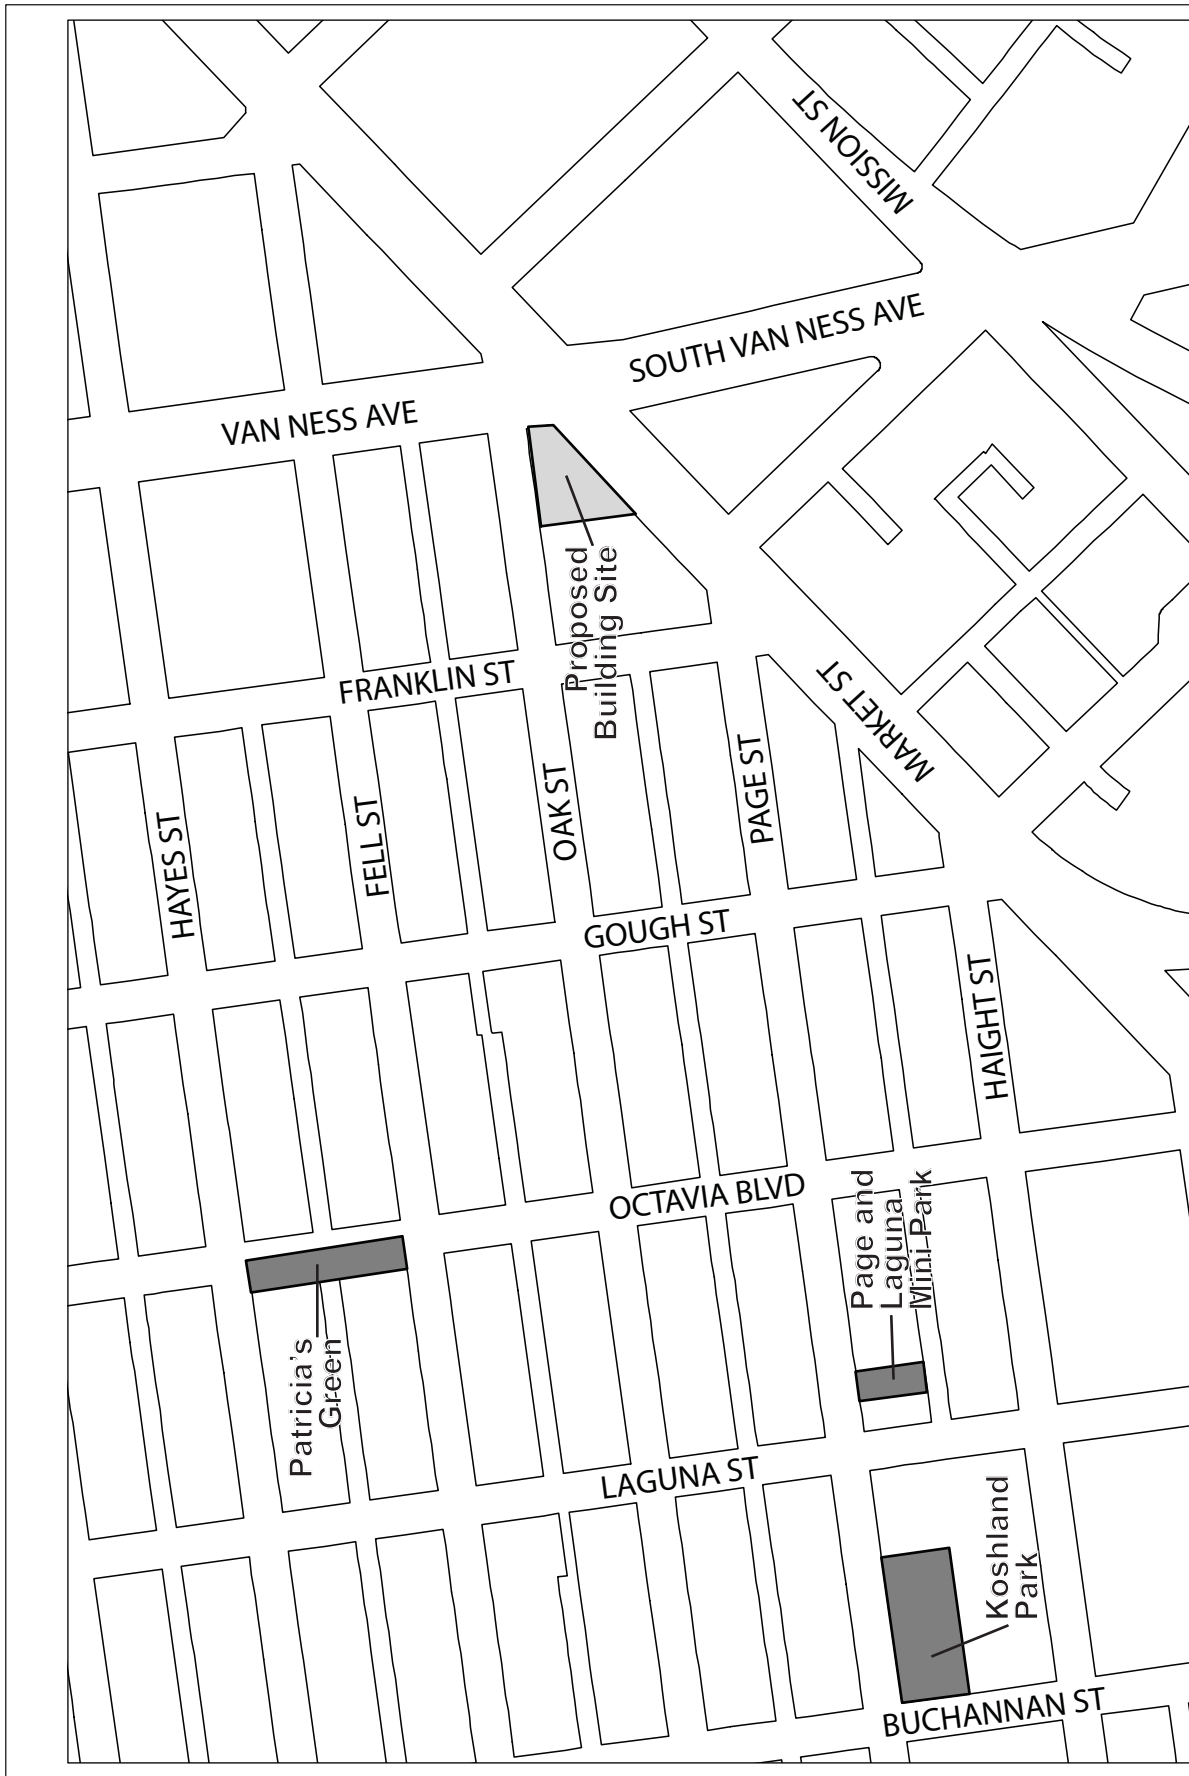 MISSION ST
SOUTH VAN NESS AVE
VAN NESS AVE
Proposed
Building Site
FRANKLIN ST
MARKET ST
PAGE ST
OAK ST
FELL ST
HAYES ST
GOUGH ST
HAIGHT ST
OCTAVIA BLVD
Page and
Laguna
Mini-Park
Patricia's
Green
LAGUNA ST
Koshland
Park
BUCHANNAN ST